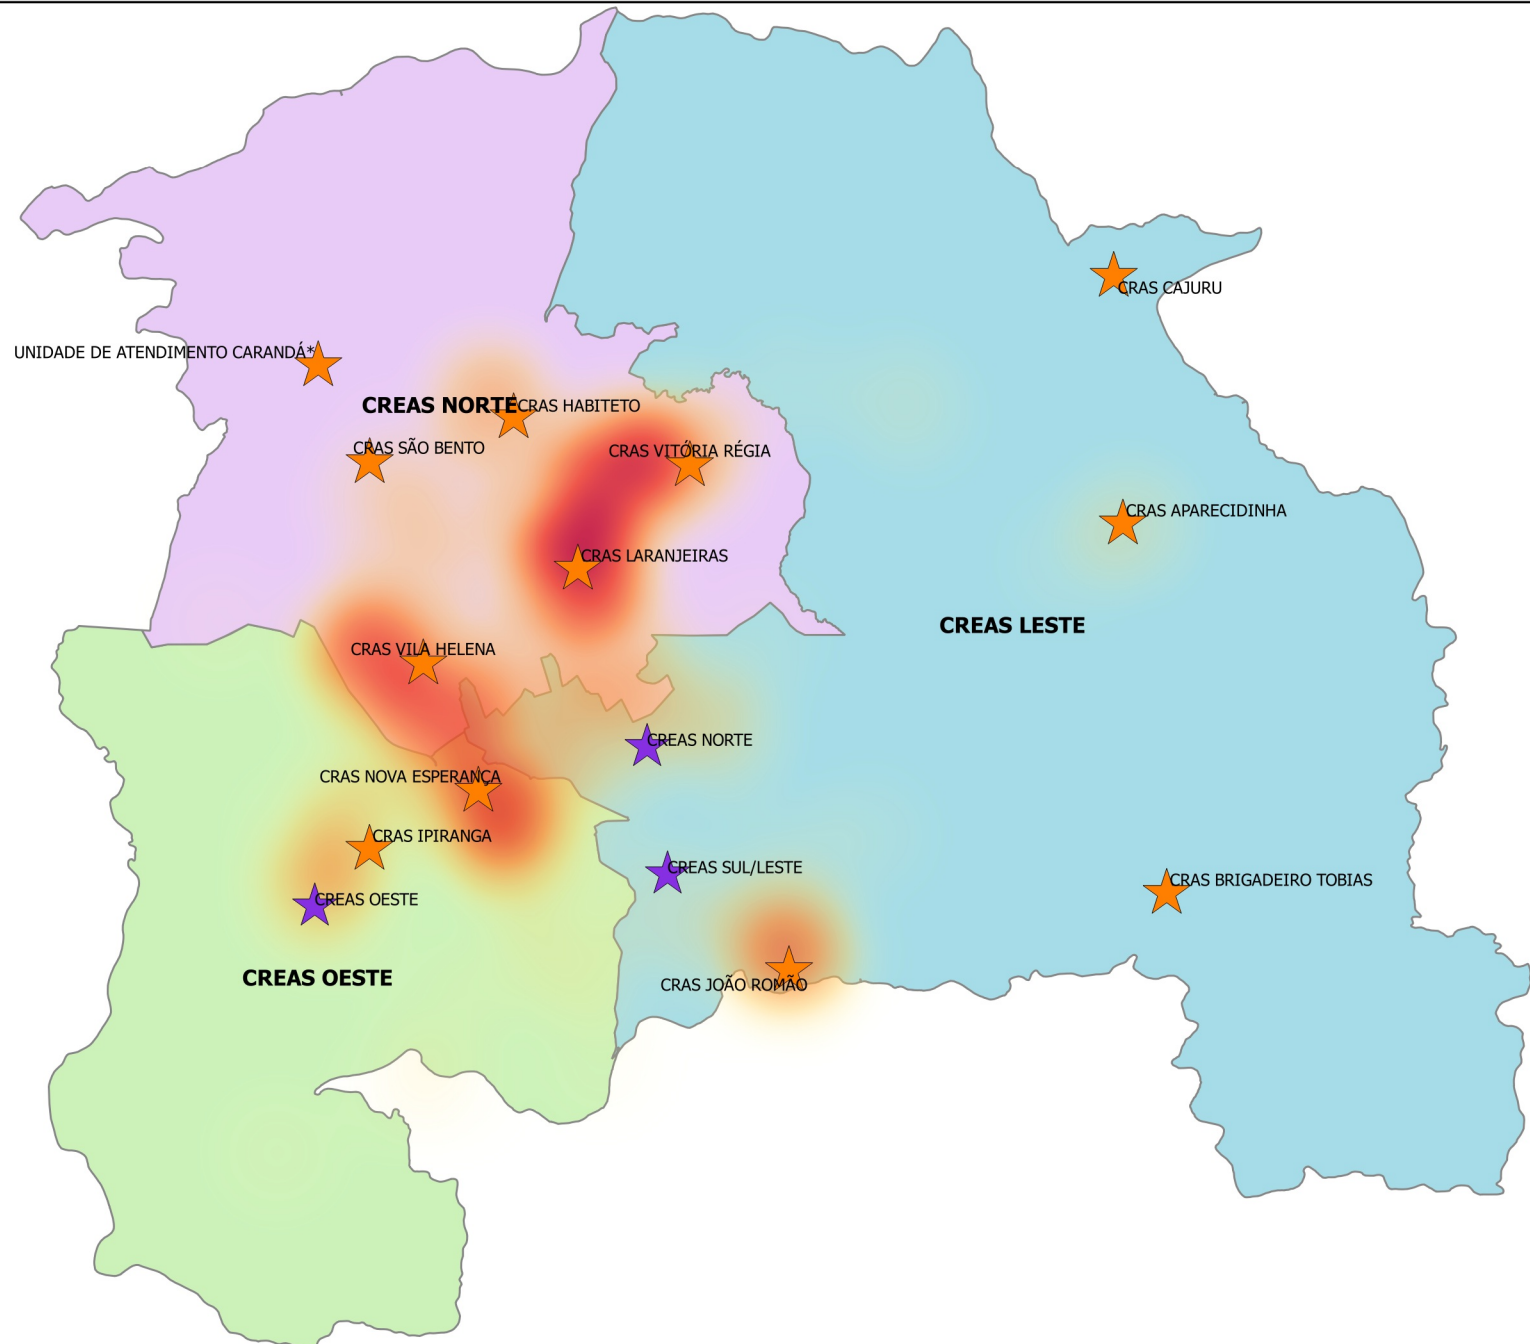 CRAS CAJURU
UNIDADE DE ATENDIMENTO CARANDÁ*
CREAS NORTE
CRAS HABITETO
CRAS SÃO BENTO
CRAS VITÓRIA RÉGIA
CRAS APARECIDINHA
CRAS LARANJEIRAS
CREAS LESTE
CRAS VILA HELENA
CREAS NORTE
CRAS NOVA ESPERANÇA
CRAS IPIRANGA
CREAS SUL/LESTE
CRAS BRIGADEIRO TOBIAS
CREAS OESTE
CREAS OESTE
CRAS JOÃO ROMÃO